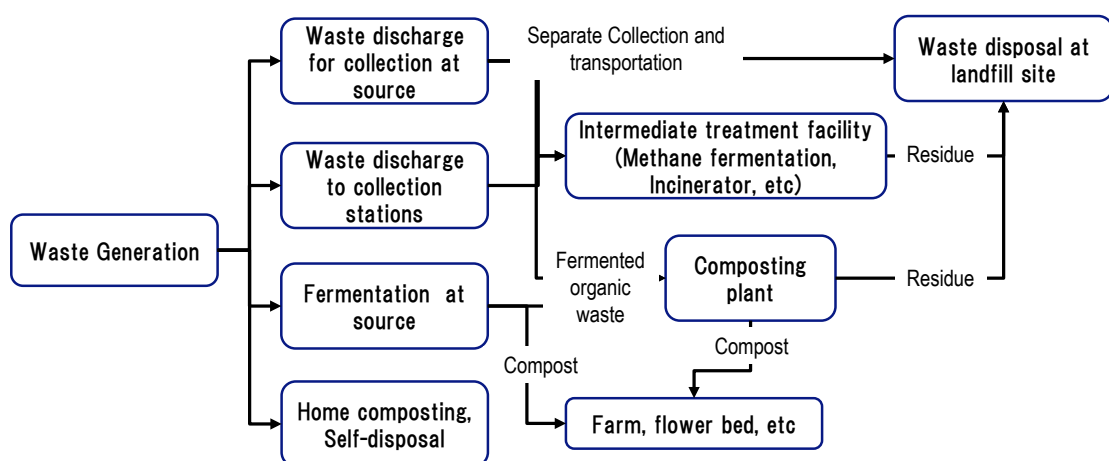 Waste Generation
Waste discharge
for collection at
source
Waste discharge
to collection
stations
Fermentation at
source
Home composting,
Self-disposal
Separate Collection and
transportation
Intermediate treatment facility
(Methane fermentation,
Incinerator, etc)
Fermented
organic
waste
Composting
plant
Compost
Compost
Farm, flower bed, etc
Residue
Residue
Waste disposal at
landfill site